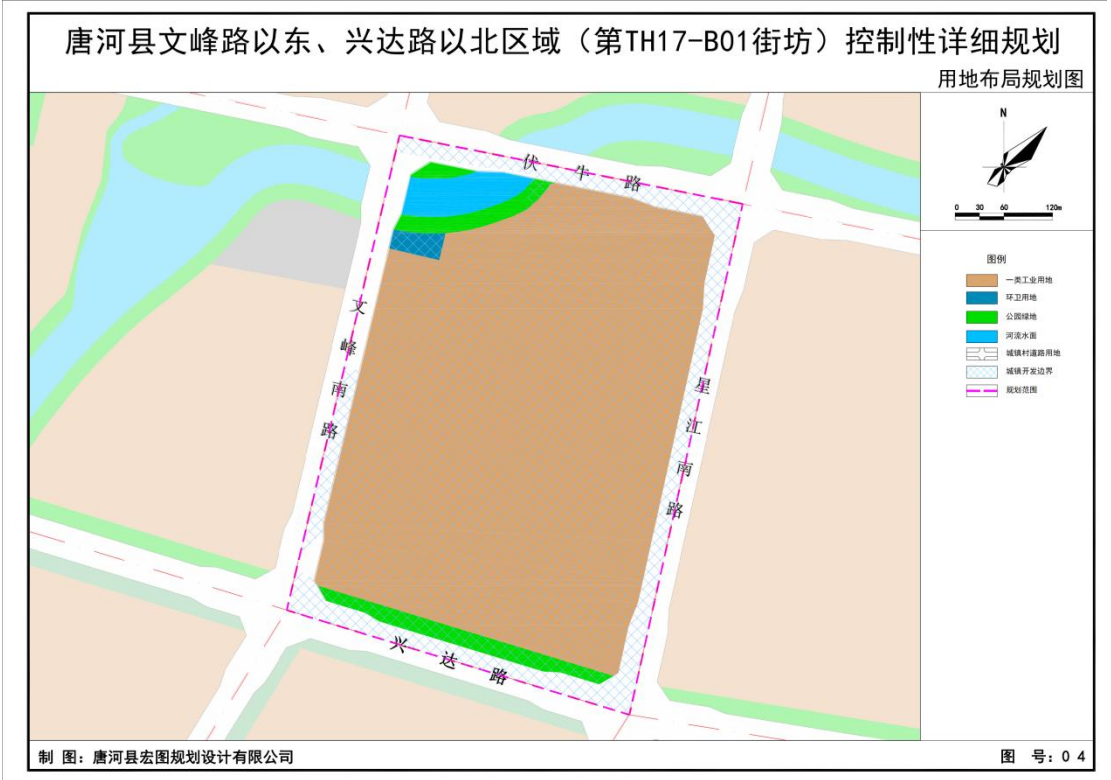 唐河县文峰路以东、兴达路以北区域（第TH17-B01街坊）控制性详细规划
用地布局规划图
N
0 30 60 120m
伏牛路
文峰南路
星江南路
兴达路
图例
一类工业用地
环卫用地
公园绿地
河流水面
城镇村道路用地
城镇开发边界
规划范围
制 图：唐河县宏图规划设计有限公司
图 号：0 4